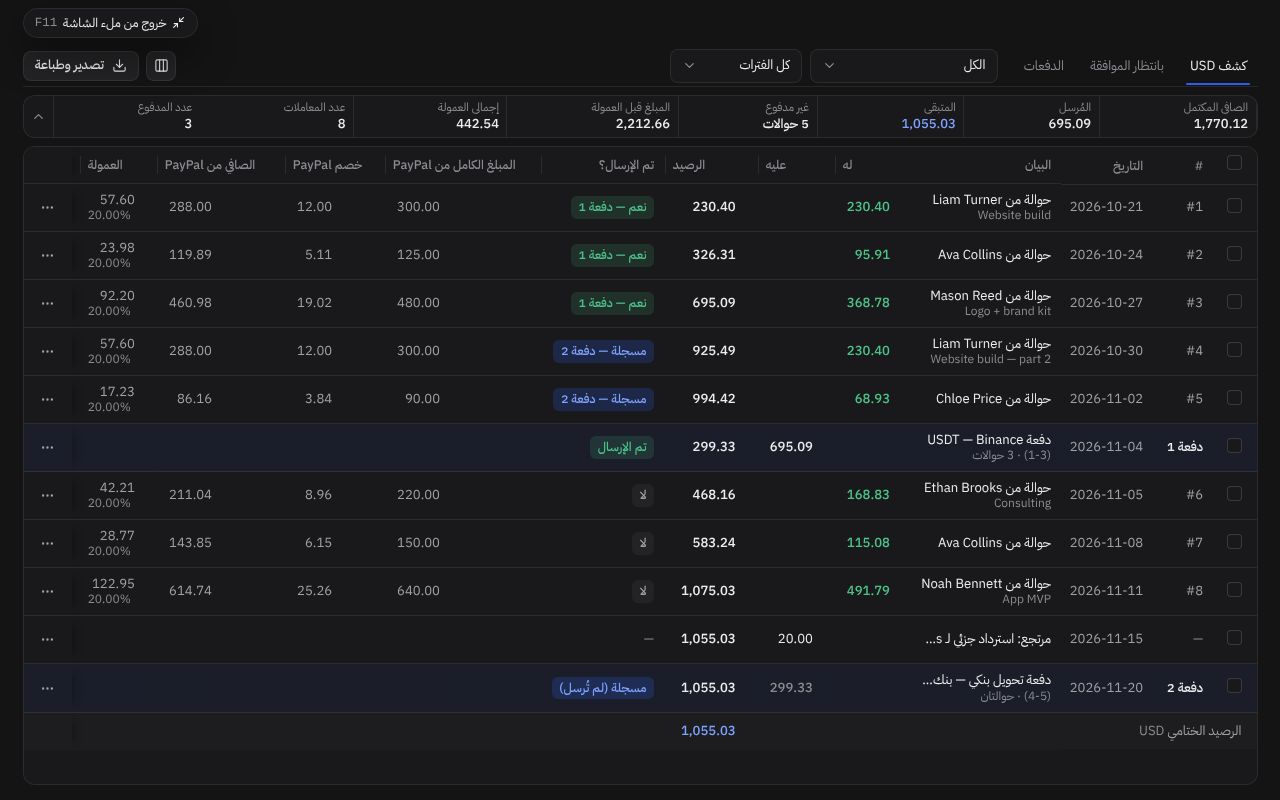 خروج من ملء الشاشة F11
كشف USD بانتظار الموافقة الدفعات الكل كل الفترات تصدير وطباعة
الصافي المكتمل المُرسل المتبقي غير مدفوع المبلغ قبل العمولة إجمالي العمولة عدد المعاملات عدد المدفوع
1,770.12 695.09 1,055.03 5 حوالات 2,212.66 442.54 8 3
# التاريخ البيان له عليه الرصيد تم الإرسال؟ المبلغ الكامل من PayPal خصم PayPal الصافي من PayPal العمولة
#1 2026-10-21 حوالة من Liam Turner 230.40 230.40 نعم — دفعة 1 300.00 12.00 288.00 57.60
Website build 20.00%
#2 2026-10-24 حوالة من Ava Collins 95.91 326.31 نعم — دفعة 1 125.00 5.11 119.89 23.98
20.00%
#3 2026-10-27 حوالة من Mason Reed 368.78 695.09 نعم — دفعة 1 480.00 19.02 460.98 92.20
Logo + brand kit 20.00%
#4 2026-10-30 حوالة من Liam Turner 230.40 925.49 مسجلة — دفعة 2 300.00 12.00 288.00 57.60
Website build — part 2 20.00%
#5 2026-11-02 حوالة من Chloe Price 68.93 994.42 مسجلة — دفعة 2 90.00 3.84 86.16 17.23
20.00%
دفعة 1 2026-11-04 دفعة USDT — Binance 695.09 299.33 تم الإرسال
(1-3) · 3 حوالات
#6 2026-11-05 حوالة من Ethan Brooks 168.83 468.16 لا 220.00 8.96 211.04 42.21
Consulting 20.00%
#7 2026-11-08 حوالة من Ava Collins 115.08 583.24 لا 150.00 6.15 143.85 28.77
20.00%
#8 2026-11-11 حوالة من Noah Bennett 491.79 1,075.03 لا 640.00 25.26 614.74 122.95
App MVP 20.00%
— 2026-11-15 مرتجع: استرداد جزئي لـ s... 20.00 1,055.03 —
دفعة 2 2026-11-20 دفعة تحويل بنكي — بنك... 299.33 1,055.03 مسجلة (لم تُرسل)
(4-5) · حوالتان
الرصيد الختامي USD 1,055.03